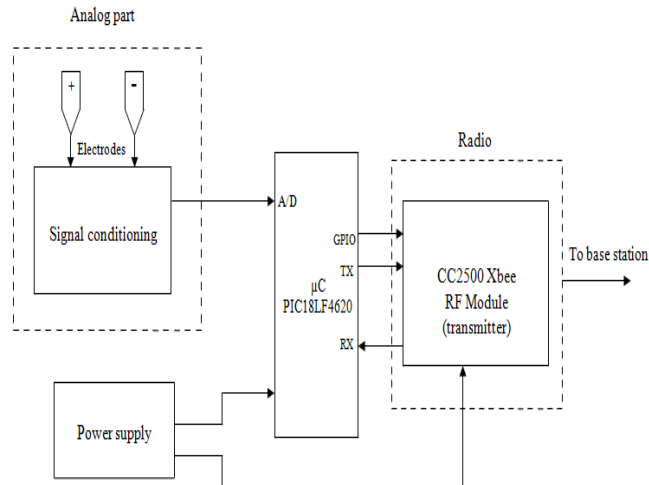 Analog part
+
-
Electrodes
Signal conditioning
A/D
GPIO
TX
RX
µC
PIC18LF4620
Radio
CC2500 Xbee
RF Module
(transmitter)
To base station
Power supply